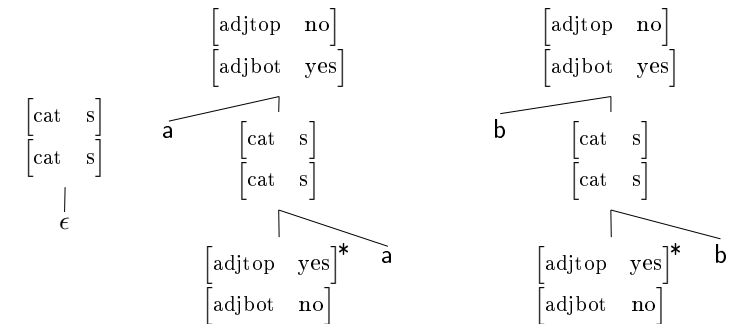 [adjtop no] [adjtop no]
[adjbot yes] [adjbot yes]
[cat s] a b
[cat s] [cat s] [cat s]
[cat s] [cat s]
ϵ
[adjtop yes]* a [adjtop yes]* b
[adjbot no] [adjbot no]